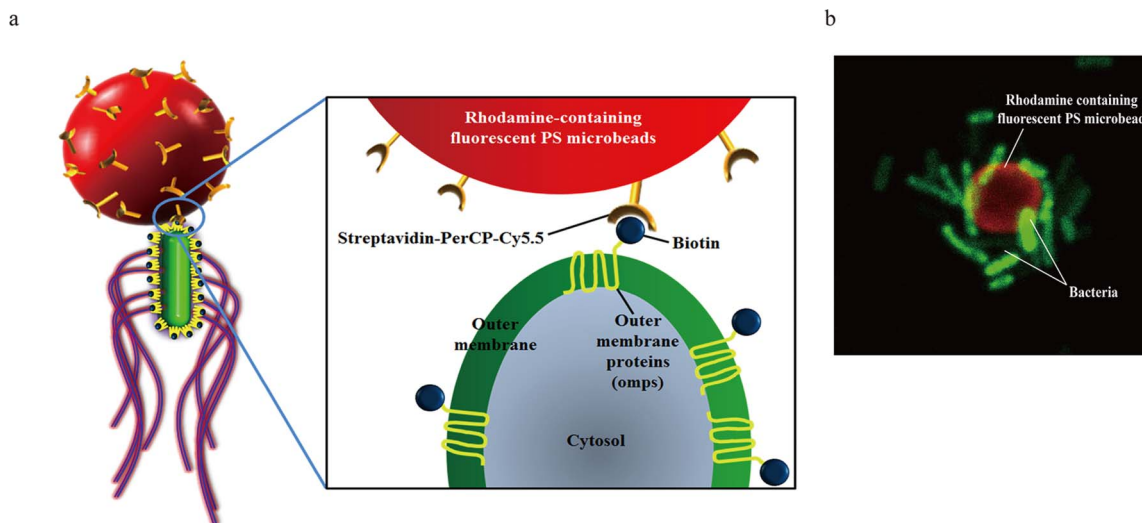 a
b
Rhodamine-containing
fluorescent PS microbeads
Streptavidin-PerCP-Cy5.5
Biotin
Outer
membrane
Outer
membrane
proteins
(omps)
Cytosol
Rhodamine containing
fluorescent PS microbead
Bacteria